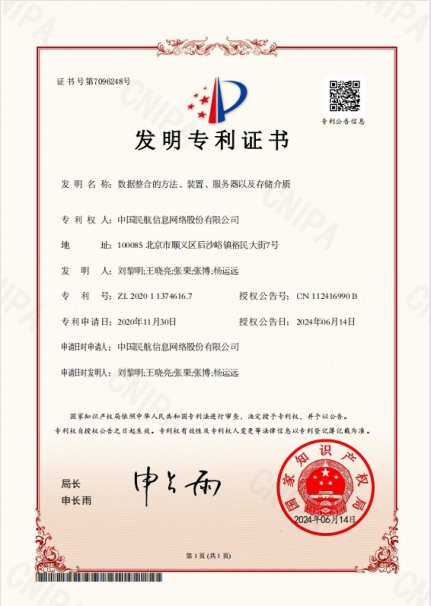 证书号第7096248号
专利公告信息
发明专利证书
发 明 名 称: 数据整合的方法、装置、服务器以及存储介质
专 利 权 人: 中国民航信息网络股份有限公司
地 址: 100085 北京市顺义区后沙峪镇裕民大街7号
发 明 人: 刘黎明;王晓亮;张果;张博;杨运远
专 利 号: ZL 2020 1 1374616.7 授权公告号: CN 112416990 B
专利申请日: 2020年11月30日 授权公告日: 2024年06月14日
申请日时申请人: 中国民航信息网络股份有限公司
申请日时发明人: 刘黎明;王晓亮;张果;张博;杨运远
国家知识产权局依照中华人民共和国专利法进行审查，决定授予专利权，并予以公告。
专利权自授权公告之日起生效。专利权有效性及专利权人变更等法律信息以专利登记簿记载为准。
局长
申长雨
申长雨
国家知识产权局
2024年06月14日
第 1 页 (共 1 页)
CNIPA